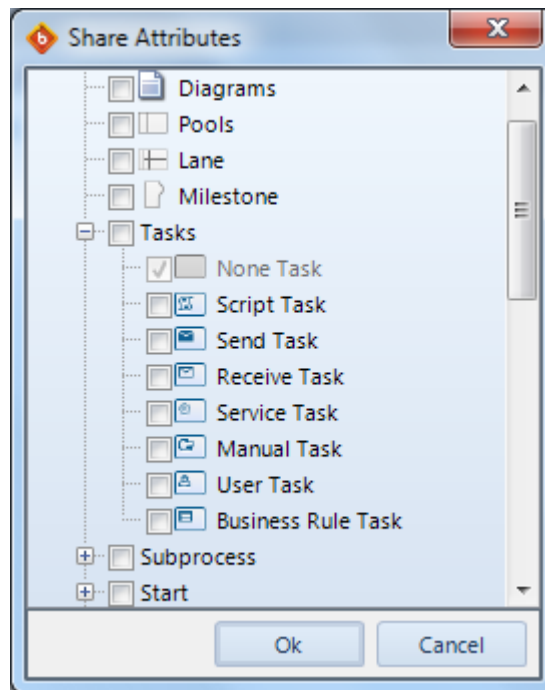 Share Attributes
Diagrams
Pools
Lane
Milestone
Tasks
None Task
Script Task
Send Task
Receive Task
Service Task
Manual Task
User Task
Business Rule Task
Subprocess
Start
Ok Cancel